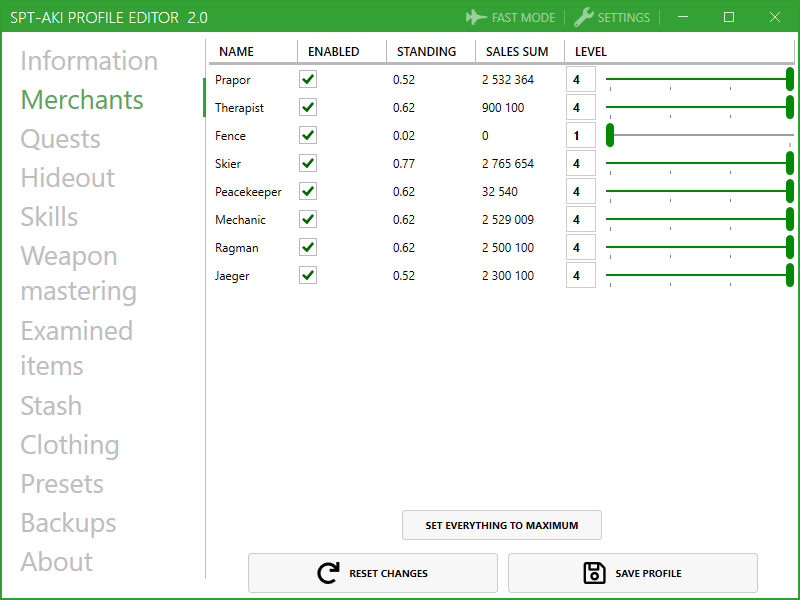 SPT-AKI PROFILE EDITOR 2.0
FAST MODE
SETTINGS
Information
Merchants
Quests
Hideout
Skills
Weapon
mastering
Examined
items
Stash
Clothing
Presets
Backups
About
NAME ENABLED STANDING SALES SUM LEVEL
Prapor 0.52 2 532 364 4
Therapist 0.62 900 100 4
Fence 0.02 0 1
Skier 0.77 2 765 654 4
Peacekeeper 0.62 32 540 4
Mechanic 0.62 2 529 009 4
Ragman 0.62 2 500 100 4
Jaeger 0.52 2 300 100 4
SET EVERYTHING TO MAXIMUM
RESET CHANGES
SAVE PROFILE